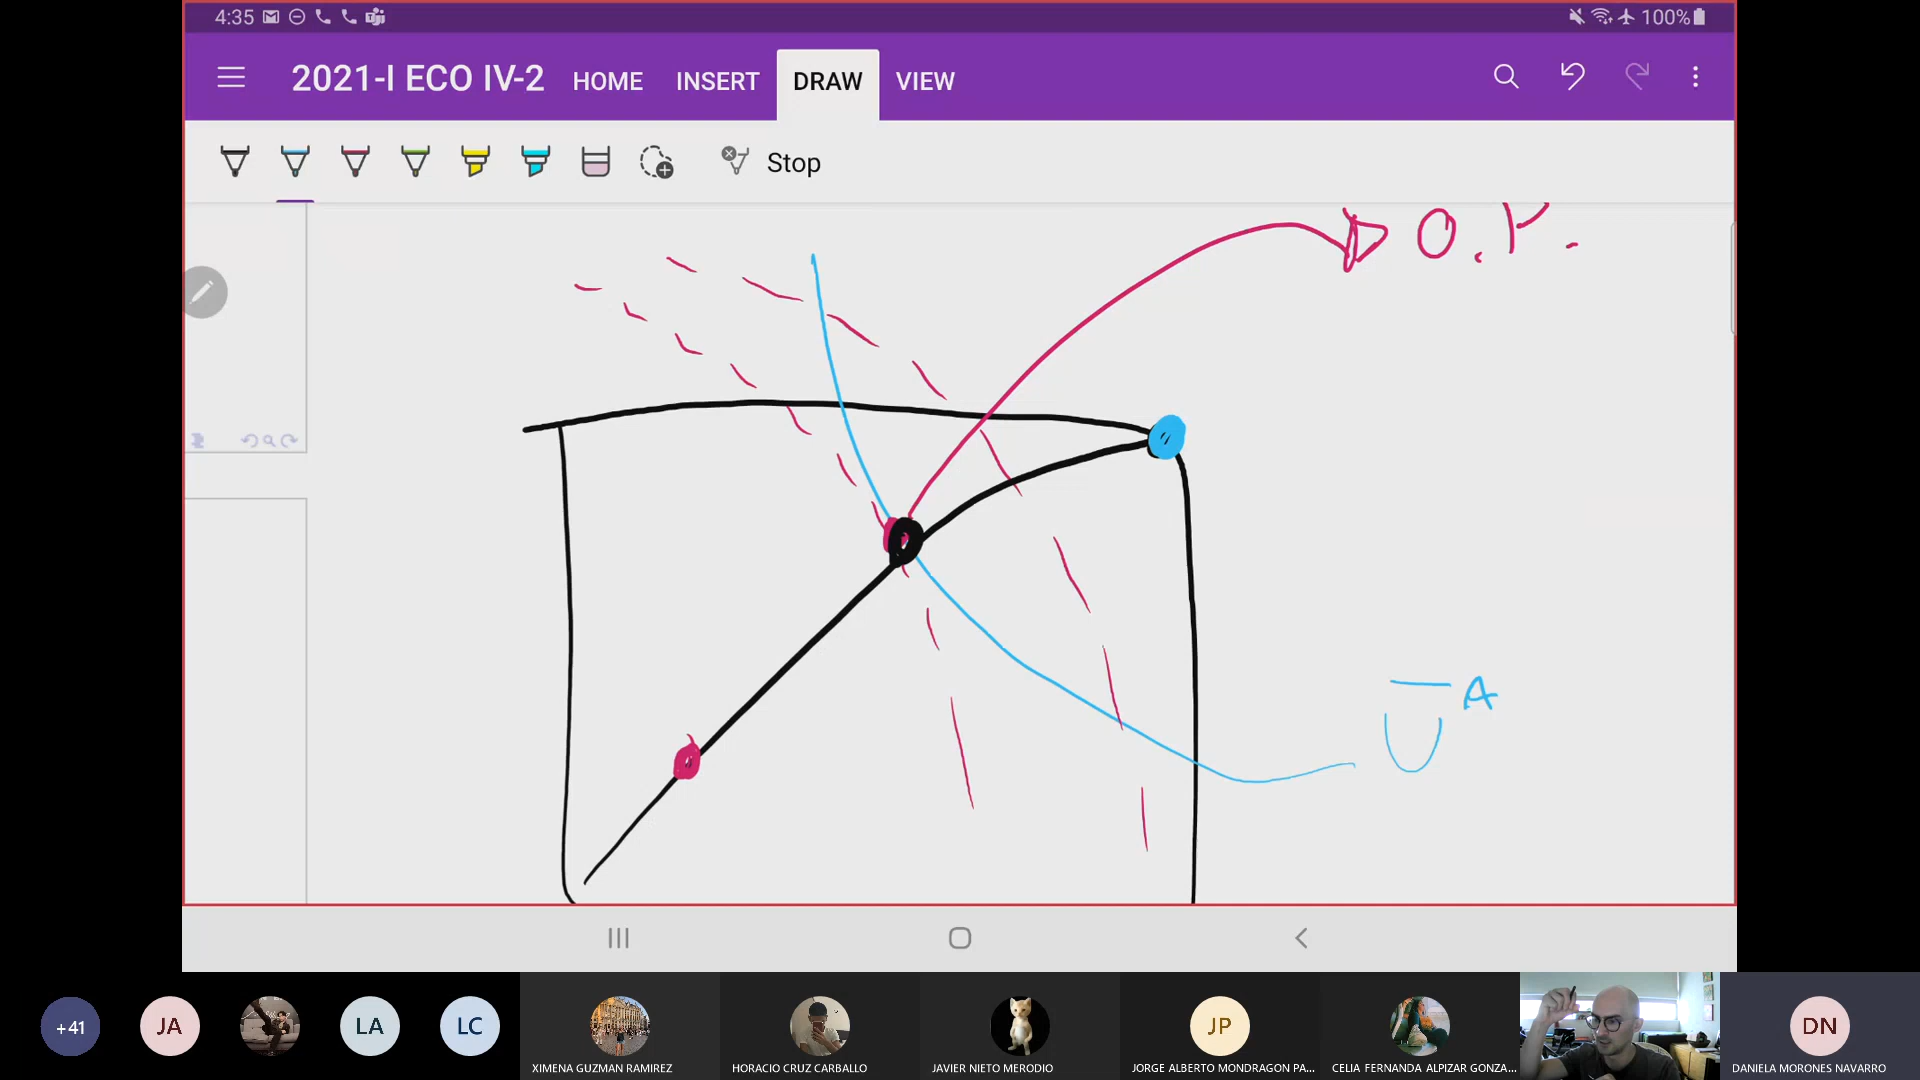 4:35 100%
2021-I ECO IV-2 HOME INSERT DRAW VIEW
Stop
O.P.
U A
+41 JA LA LC JP DN
XIMENA GUZMAN RAMIREZ HORACIO CRUZ CARBALLO JAVIER NIETO MERODIO JORGE ALBERTO MONDRAGON PA... CELIA FERNANDA ALPIZAR GONZA... DANIELA MORONES NAVARRO